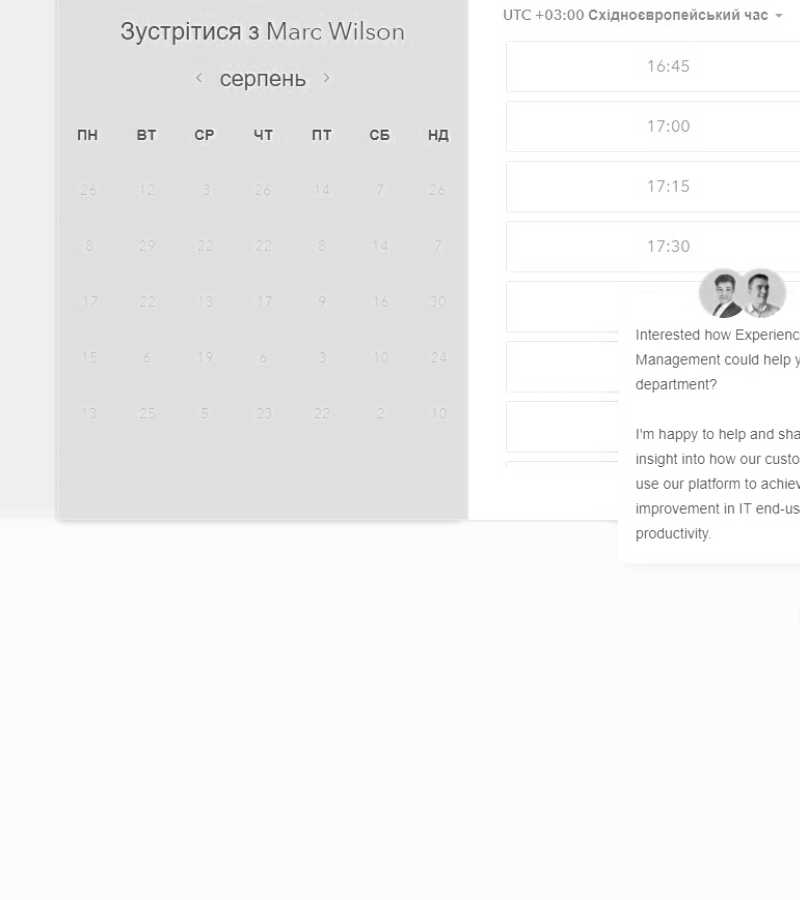 Зустрітися з Marc Wilson
серпень
ПН ВТ СР ЧТ ПТ СБ НД
26 12 3 26 14 7 26
8 29 22 22 8 14 7
17 22 13 17 9 16 30
15 6 19 6 3 10 24
13 25 5 23 22 2 10
UTC +03:00 Східноєвропейський час
16:45
17:00
17:15
17:30
Interested how Experienc
Management could help y
department?
I'm happy to help and sha
insight into how our custo
use our platform to achiev
improvement in IT end-us
productivity.